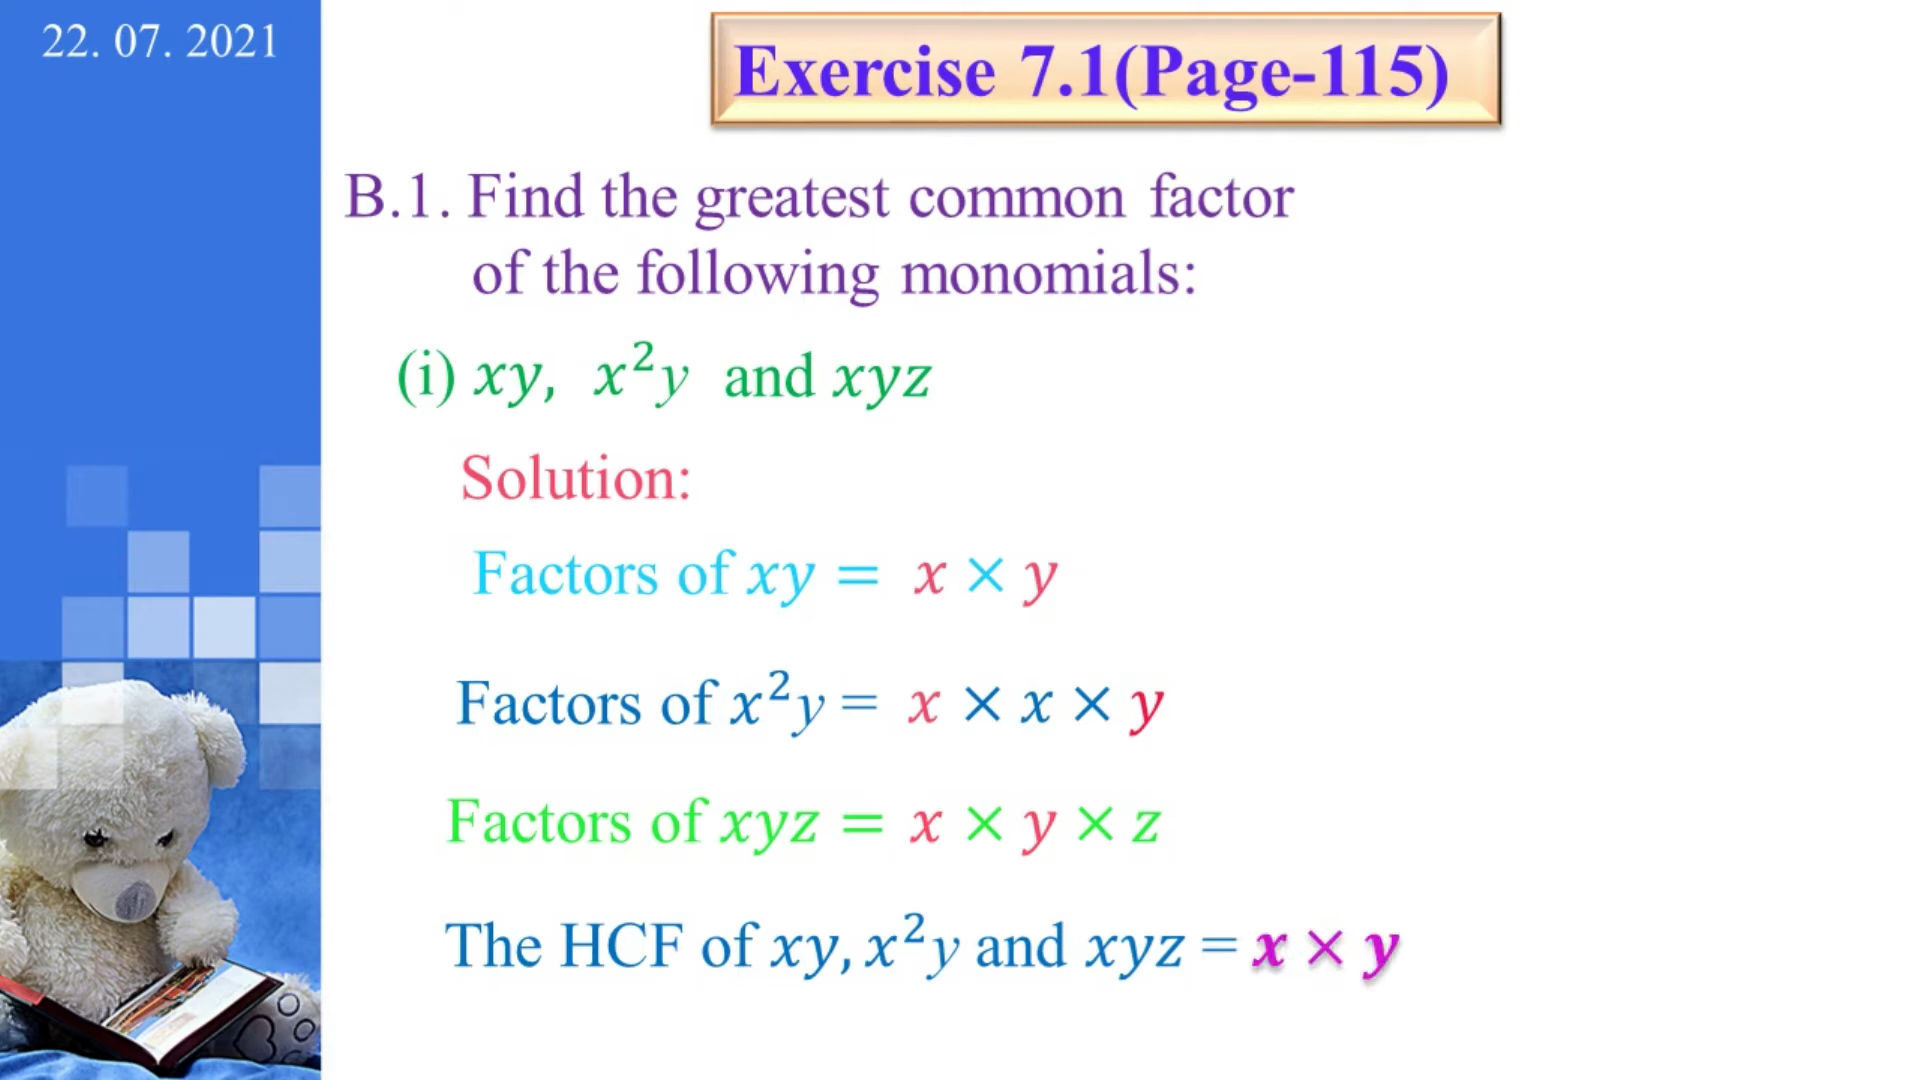 22. 07. 2021
Exercise 7.1(Page-115)
B.1. Find the greatest common factor
of the following monomials:
(i) xy, x²y and xyz
Solution:
Factors of xy = x × y
Factors of x²y = x × x × y
Factors of xyz = x × y × z
The HCF of xy, x²y and xyz = x × y